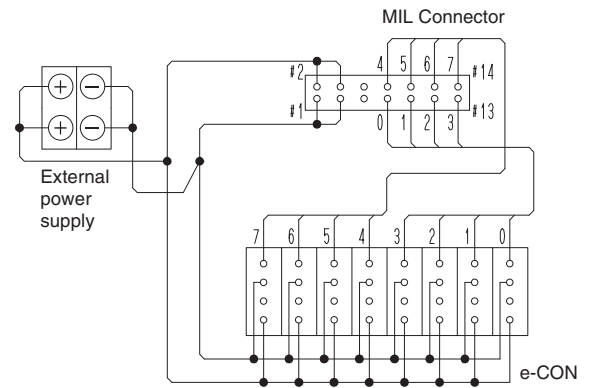 MIL Connector
#2 4 5 6 7 #14
#1 0 1 2 3 #13
+ −
+ −
External
power
supply
7 6 5 4 3 2 1 0
e-CON